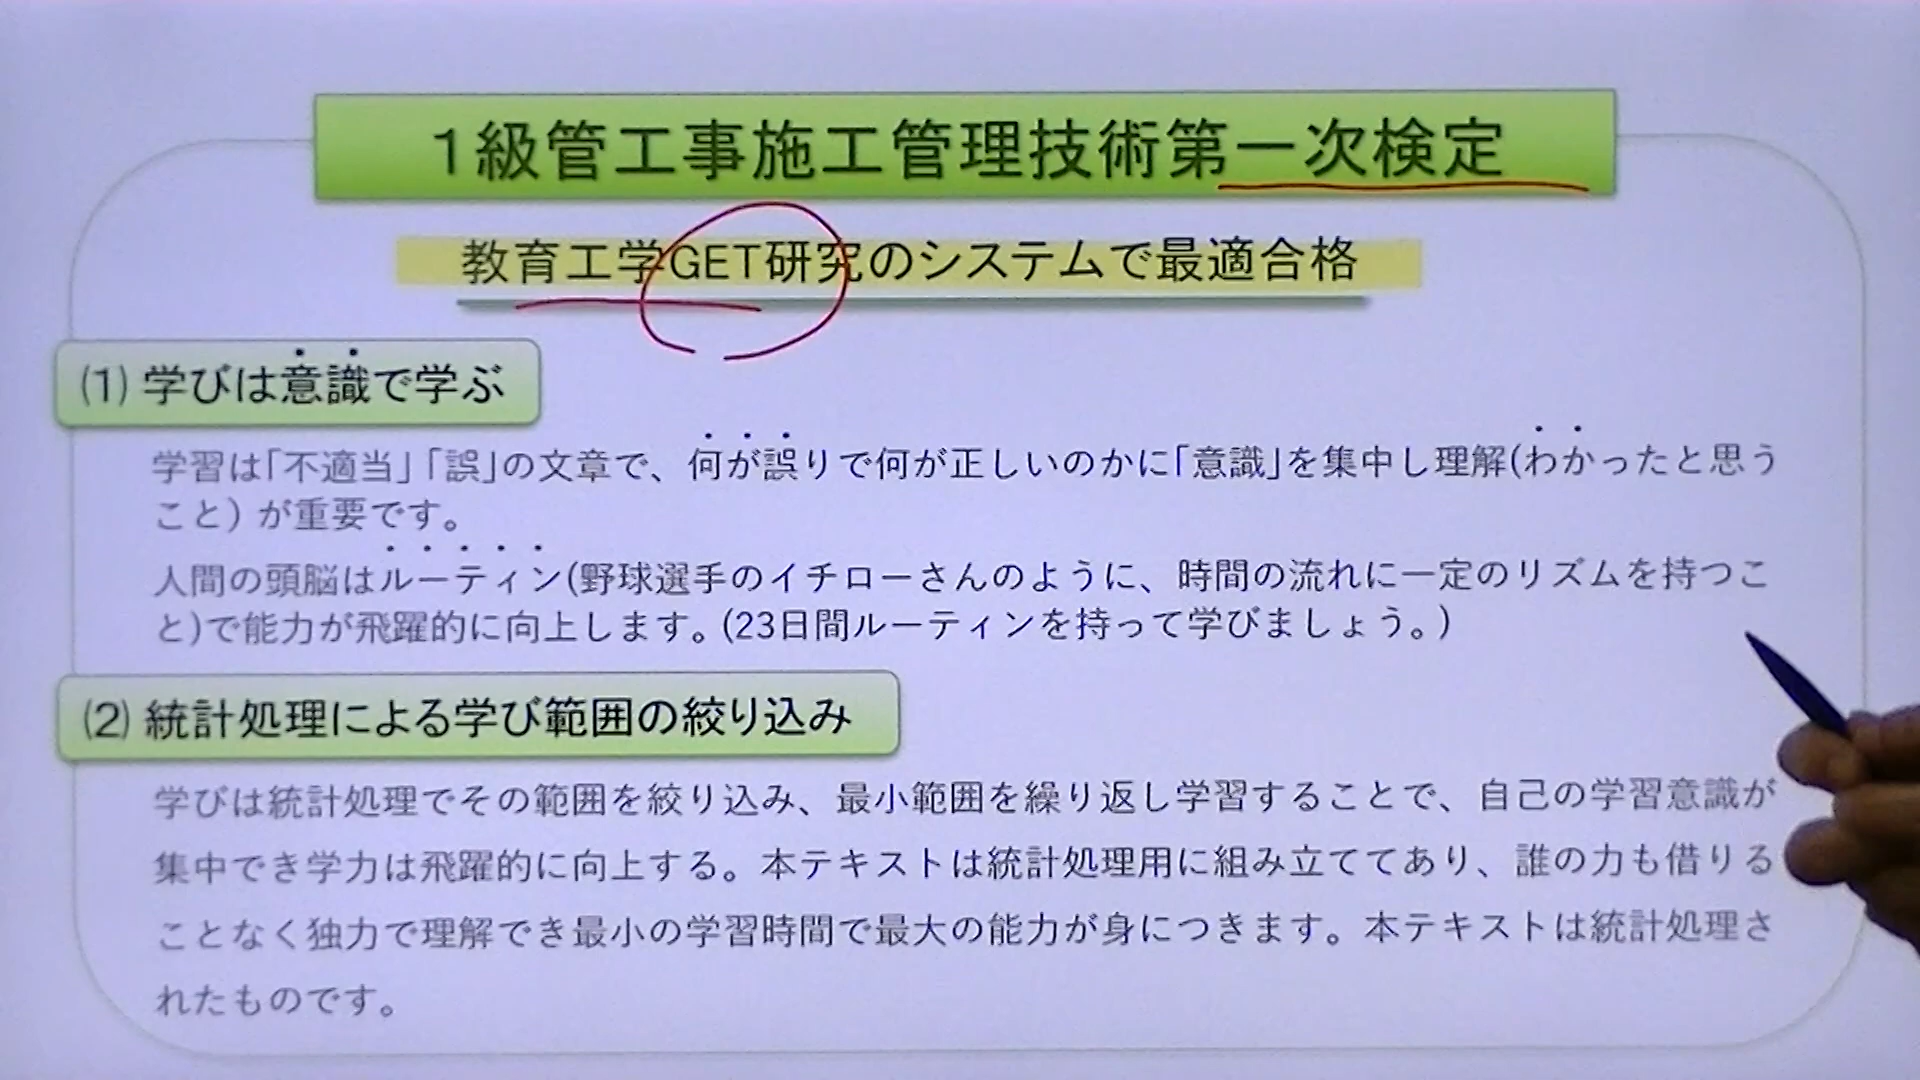 1級管工事施工管理技術第一次検定
教育工学GET研究のシステムで最適合格
(1) 学びは意識で学ぶ
学習は「不適当」「誤」の文章で、何が誤りで何が正しいのかに「意識」を集中し理解(わかったと思う
こと) が重要です。
人間の頭脳はルーティン(野球選手のイチローさんのように、時間の流れに一定のリズムを持つこ
と)で能力が飛躍的に向上します。(23日間ルーティンを持って学びましょう。)
(2) 統計処理による学び範囲の絞り込み
学びは統計処理でその範囲を絞り込み、最小範囲を繰り返し学習することで、自己の学習意識が
集中でき学力は飛躍的に向上する。本テキストは統計処理用に組み立ててあり、誰の力も借りる
ことなく独力で理解でき最小の学習時間で最大の能力が身につきます。本テキストは統計処理さ
れたものです。